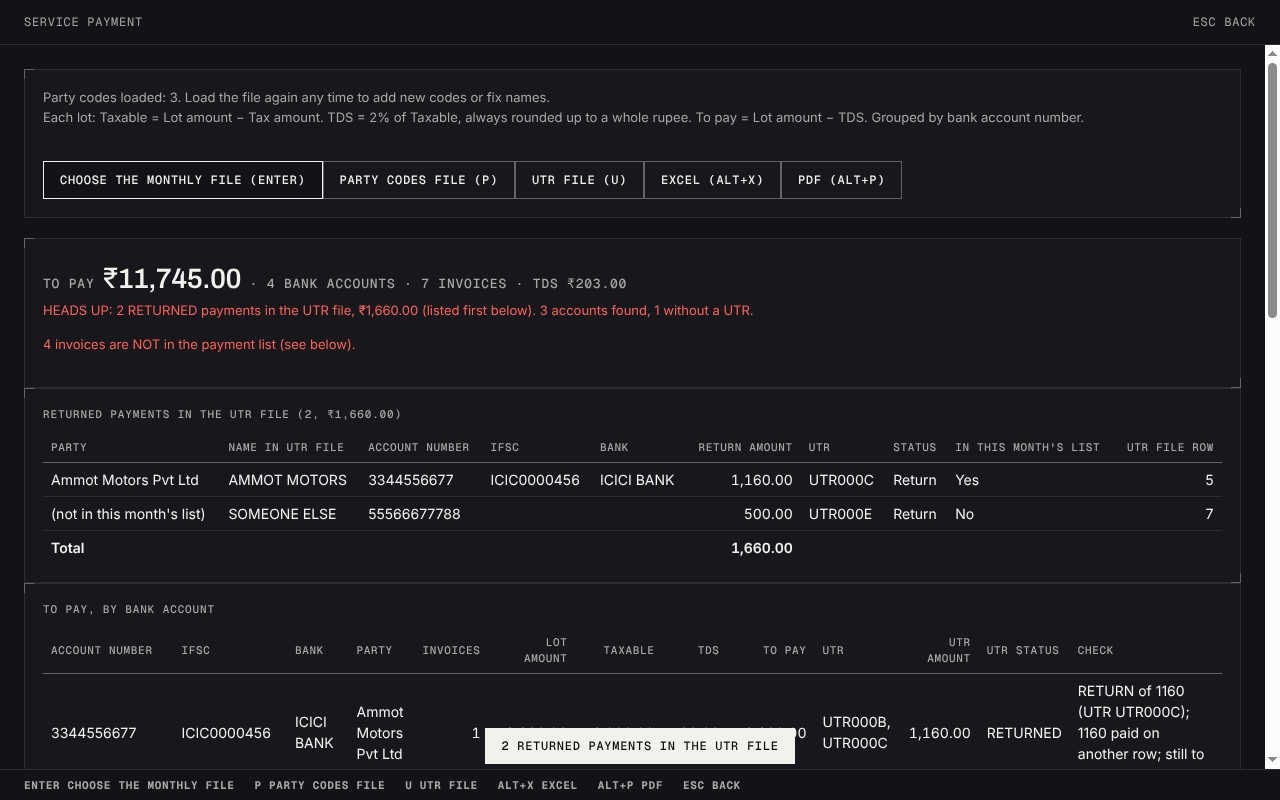 SERVICE PAYMENT ESC BACK
Party codes loaded: 3. Load the file again any time to add new codes or fix names.
Each lot: Taxable = Lot amount − Tax amount. TDS = 2% of Taxable, always rounded up to a whole rupee. To pay = Lot amount − TDS. Grouped by bank account number.
CHOOSE THE MONTHLY FILE (ENTER) PARTY CODES FILE (P) UTR FILE (U) EXCEL (ALT+X) PDF (ALT+P)
TO PAY ₹11,745.00 · 4 BANK ACCOUNTS · 7 INVOICES · TDS ₹203.00
HEADS UP: 2 RETURNED payments in the UTR file, ₹1,660.00 (listed first below). 3 accounts found, 1 without a UTR.
4 invoices are NOT in the payment list (see below).
RETURNED PAYMENTS IN THE UTR FILE (2, ₹1,660.00)
PARTY NAME IN UTR FILE ACCOUNT NUMBER IFSC BANK RETURN AMOUNT UTR STATUS IN THIS MONTH'S LIST UTR FILE ROW
Ammot Motors Pvt Ltd AMMOT MOTORS 3344556677 ICIC0000456 ICICI BANK 1,160.00 UTR000C Return Yes 5
(not in this month's list) SOMEONE ELSE 55566677788 500.00 UTR000E Return No 7
Total 1,660.00
TO PAY, BY BANK ACCOUNT
ACCOUNT NUMBER IFSC BANK PARTY INVOICES LOT AMOUNT TAXABLE TDS TO PAY UTR UTR AMOUNT UTR STATUS CHECK
3344556677 ICIC0000456 ICICI BANK Ammot Motors Pvt Ltd 1 UTR000B, UTR000C 1,160.00 RETURNED RETURN of 1160 (UTR UTR000C); 1160 paid on another row; still to
2 RETURNED PAYMENTS IN THE UTR FILE
ENTER CHOOSE THE MONTHLY FILE P PARTY CODES FILE U UTR FILE ALT+X EXCEL ALT+P PDF ESC BACK